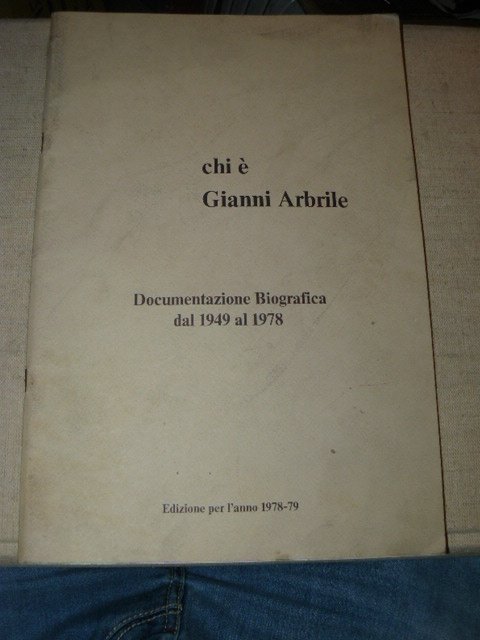 chi è
Gianni Arbrile
Documentazione Biografica
dal 1949 al 1978
Edizione per l'anno 1978-79